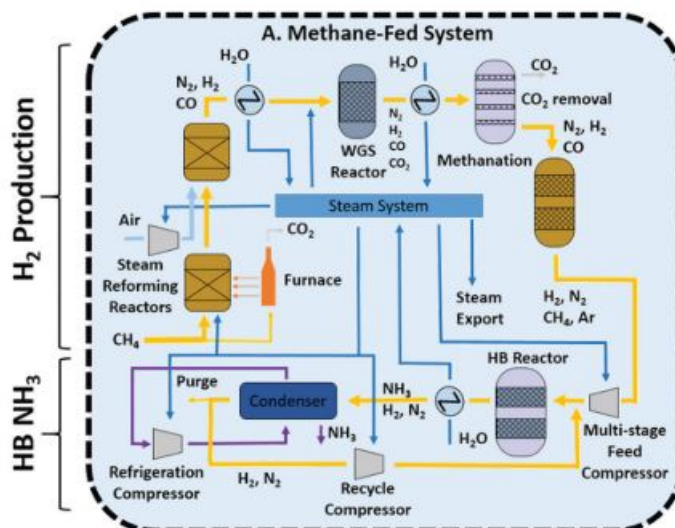 A. Methane-Fed System
H₂ Production
HB NH₃
H₂O
N₂, H₂
CO
H₂O
CO₂
CO₂ removal
N₂
H₂
CO
CO₂
WGS
Reactor
Methanation
N₂, H₂
CO
Steam System
Air
Steam
Reforming
Reactors
CO₂
Furnace
Steam
Export
H₂, N₂
CH₄, Ar
CH₄
HB Reactor
Purge
Condenser
NH₃
H₂, N₂
H₂O
Multi-stage
Feed
Compressor
NH₃
Refrigeration
Compressor
H₂, N₂
Recycle
Compressor